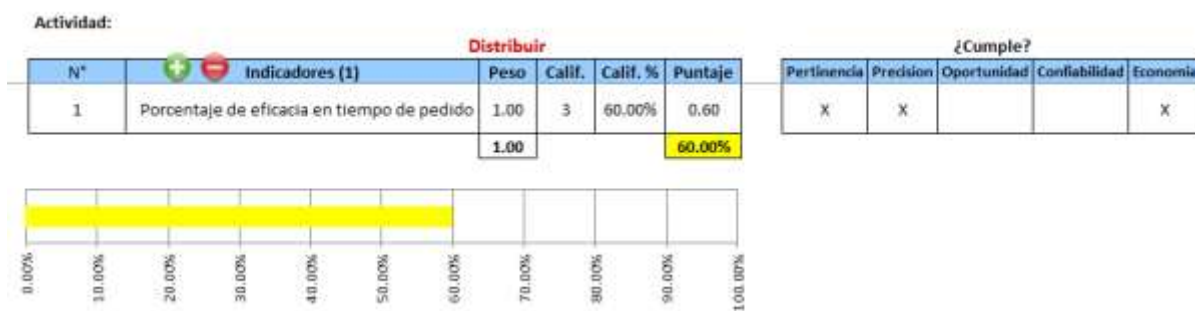 Actividad:
Distribuir
¿Cumple?
N° Indicadores (1) Peso Calif. Calif. % Puntaje Pertinencia Precision Oportunidad Confiabilidad Economia
1 Porcentaje de eficacia en tiempo de pedido 1.00 3 60.00% 0.60 X X X
1.00 60.00%
0.00% 10.00% 20.00% 30.00% 40.00% 50.00% 60.00% 70.00% 80.00% 90.00% 100.00%